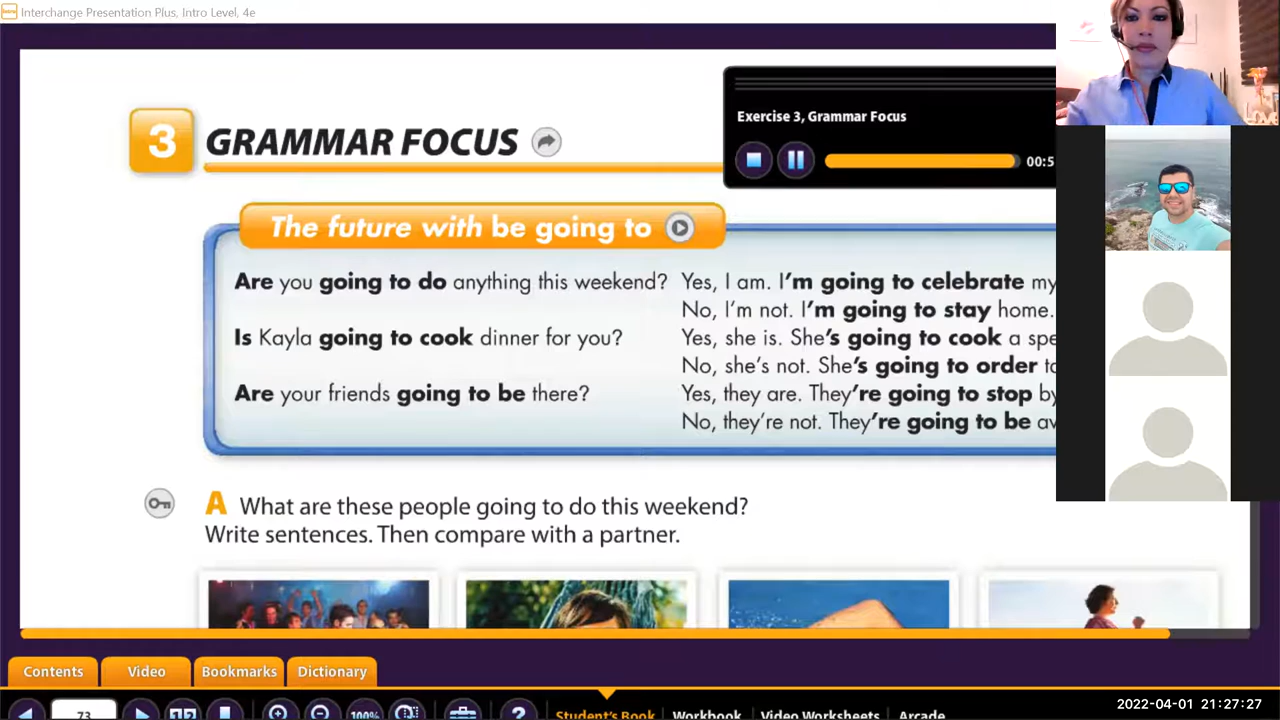 Interchange Presentation Plus, Intro Level, 4e
3 GRAMMAR FOCUS
Exercise 3, Grammar Focus
00:5
The future with be going to
Are you going to do anything this weekend? Yes, I am. I'm going to celebrate my
No, I'm not. I'm going to stay home.
Is Kayla going to cook dinner for you? Yes, she is. She's going to cook a spe
No, she's not. She's going to order ta
Are your friends going to be there? Yes, they are. They're going to stop by
No, they're not. They're going to be aw
A What are these people going to do this weekend?
Write sentences. Then compare with a partner.
Contents Video Bookmarks Dictionary
73 100% ? Student's Book Workbook Video Worksheets Arcade
2022-04-01 21:27:27